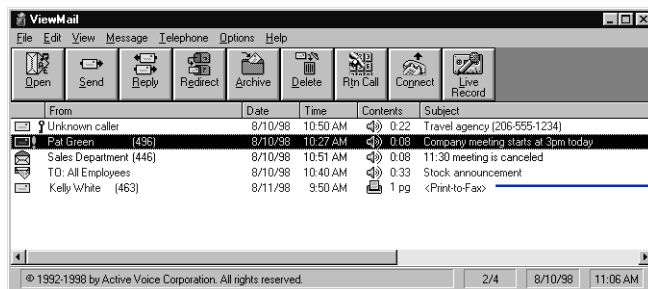 ViewMail
File Edit View Message Telephone Options Help
Open Send Reply Redirect Archive Delete Rtn Call Connect Live Record
From Date Time Contents Subject
Unknown caller 8/10/98 10:50 AM 0:22 Travel agency (206-555-1234)
Pat Green (496) 8/10/98 10:27 AM 0:08 Company meeting starts at 3pm today
Sales Department (446) 8/10/98 10:51 AM 0:08 11:30 meeting is canceled
TO: All Employees 8/10/98 10:40 AM 0:33 Stock announcement
Kelly White (463) 8/11/98 9:50 AM 1 pg <Print-to-Fax>
© 1992-1998 by Active Voice Corporation. All rights reserved. 2/4 8/10/98 11:06 AM